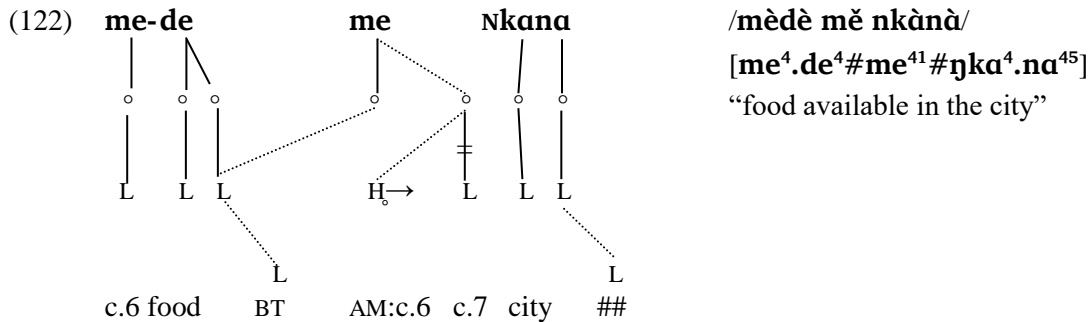 (122) me-de me Nkana /mèdè mě nkànà/
[me⁴.de⁴#me⁴¹#ŋka⁴.na⁴⁵]
“food available in the city”
L L L H̥→ L L L
L L
c.6 food BT AM:c.6 c.7 city ##